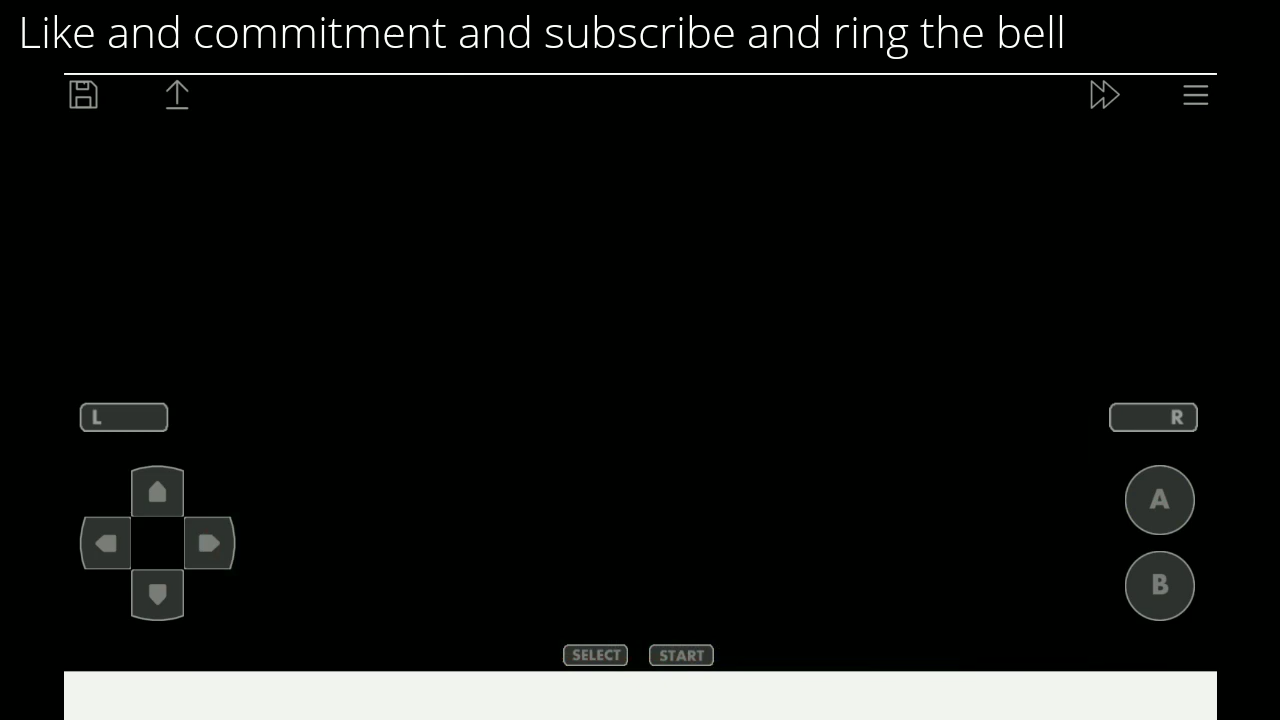 Like and commitment and subscribe and ring the bell
L
R
A
B
SELECT START